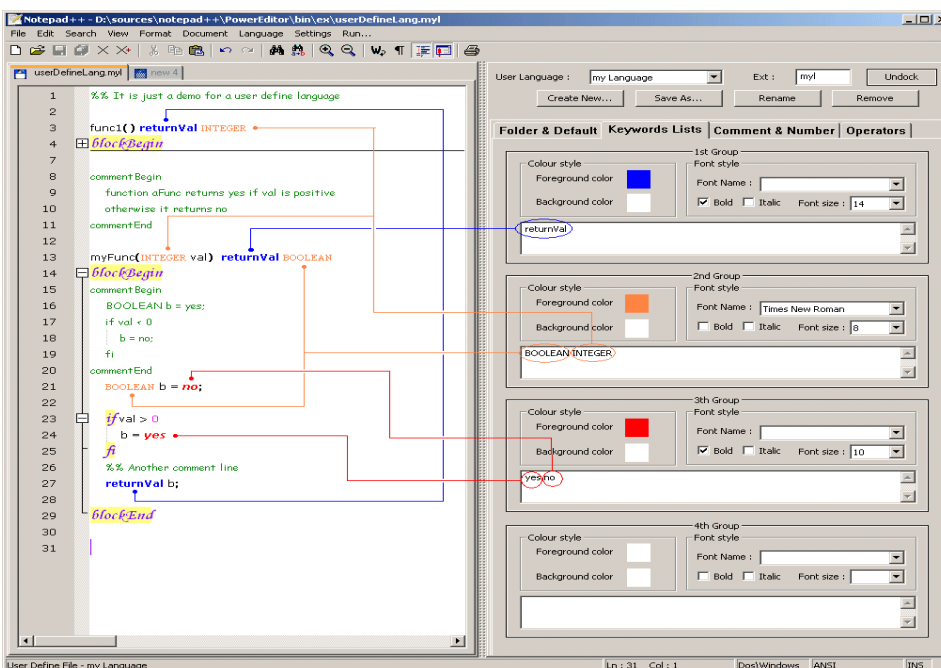 Notepad++ - D:\sources\notepad++\PowerEditor\bin\ex\userDefineLang.myl
File Edit Search View Format Document Language Settings Run...
userDefineLang.myl new 4
1 %% It is just a demo for a user define language
2
3 func1() returnVal INTEGER
4 blockBegin
7
8 commentBegin
9 function aFunc returns yes if val is positive
10 otherwise it returns no
11 commentEnd
12
13 myFunc(INTEGER val) returnVal BOOLEAN
14 blockBegin
15 commentBegin
16 BOOLEAN b = yes;
17 if val < 0
18 b = no;
19 fi
20 commentEnd
21 BOOLEAN b = no;
22
23 if val > 0
24 b = yes
25 fi
26 %% Another comment line
27 returnVal b;
28
29 blockEnd
30
31
User Language : my Language Ext : myl Undock
Create New... Save As... Rename Remove
Folder & Default Keywords Lists Comment & Number Operators
1st Group
Colour style Font style
Foreground color Font Name :
Background color Bold Italic Font size : 14
returnVal
2nd Group
Colour style Font style
Foreground color Font Name : Times New Roman
Background color Bold Italic Font size : 8
BOOLEAN INTEGER
3th Group
Colour style Font style
Foreground color Font Name :
Background color Bold Italic Font size : 10
yes no
4th Group
Colour style Font style
Foreground color Font Name :
Background color Bold Italic Font size :
User Define File - my Language Ln : 31 Col : 1 Dos\Windows ANSI INS